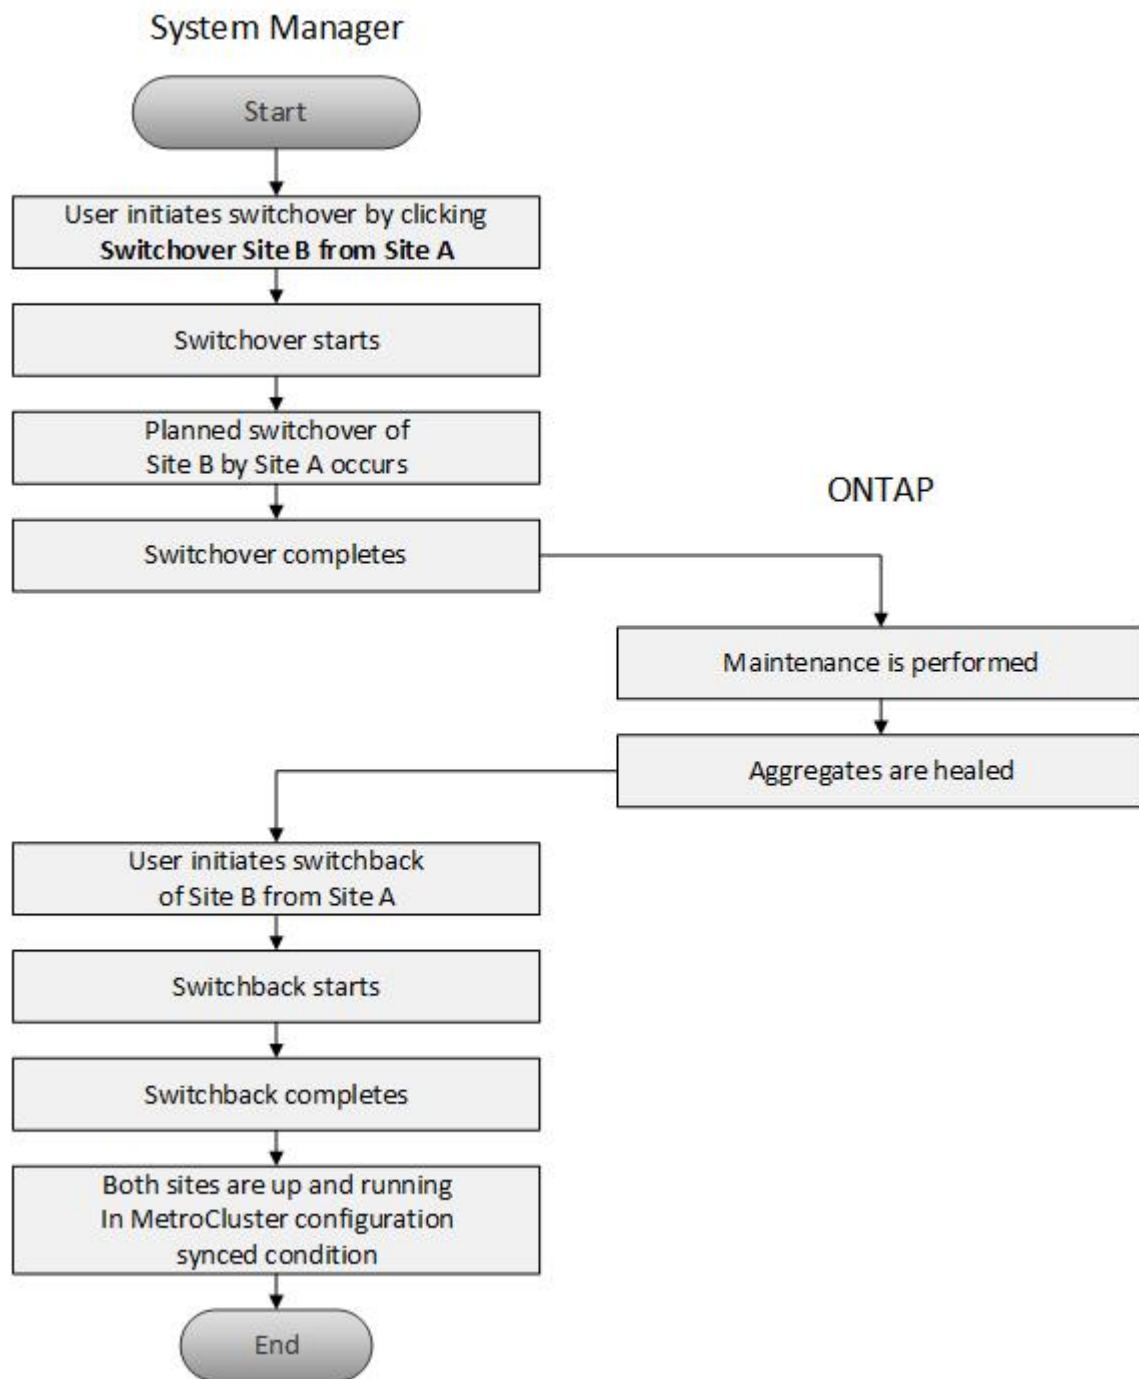 System Manager
Start
User initiates switchover by clicking
Switchover Site B from Site A
Switchover starts
Planned switchover of
Site B by Site A occurs
ONTAP
Switchover completes
Maintenance is performed
Aggregates are healed
User initiates switchback
of Site B from Site A
Switchback starts
Switchback completes
Both sites are up and running
In MetroCluster configuration
synced condition
End